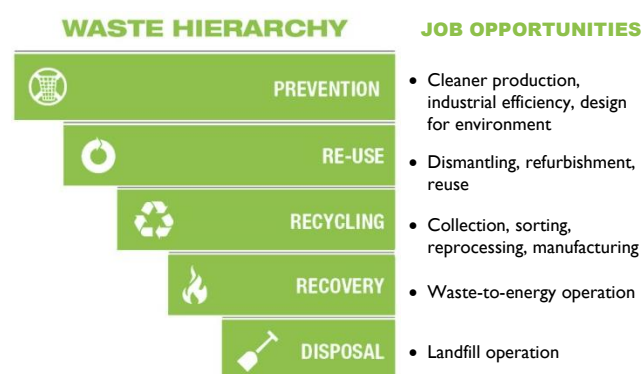 WASTE HIERARCHY
JOB OPPORTUNITIES
PREVENTION
• Cleaner production,
industrial efficiency, design
for environment
RE-USE
• Dismantling, refurbishment,
reuse
RECYCLING
• Collection, sorting,
reprocessing, manufacturing
RECOVERY
• Waste-to-energy operation
DISPOSAL
• Landfill operation